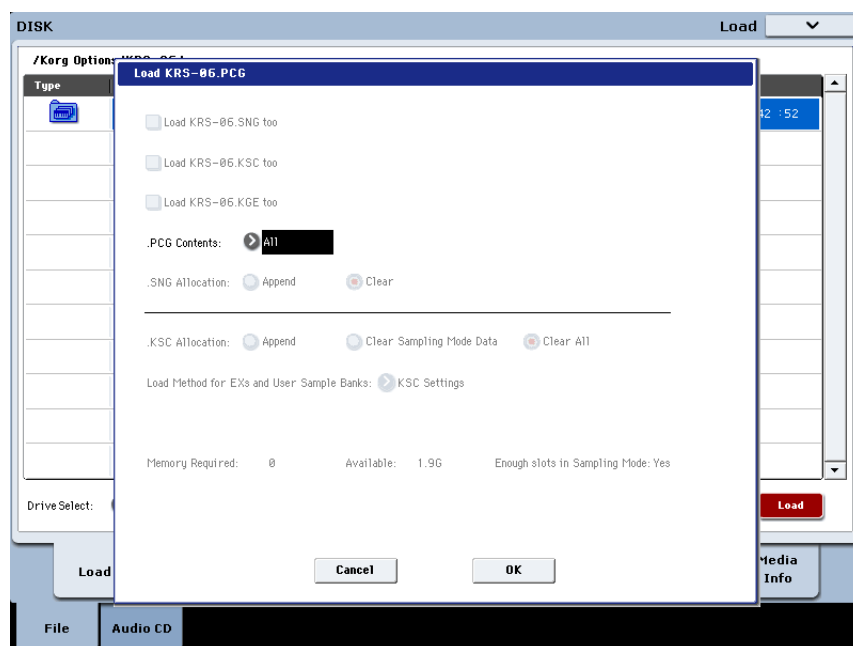 DISK
Load
/Korg Option
Load KRS-06.PCG
Type
42 :52
Load KRS-06.SNG too
Load KRS-06.KSC too
Load KRS-06.KGE too
.PCG Contents: All
.SNG Allocation: Append Clear
.KSC Allocation: Append Clear Sampling Mode Data Clear All
Load Method for EXs and User Sample Banks: KSC Settings
Memory Required: 0 Available: 1.9G Enough slots in Sampling Mode: Yes
Drive Select:
Load
Cancel OK
Load
Media
Info
File Audio CD